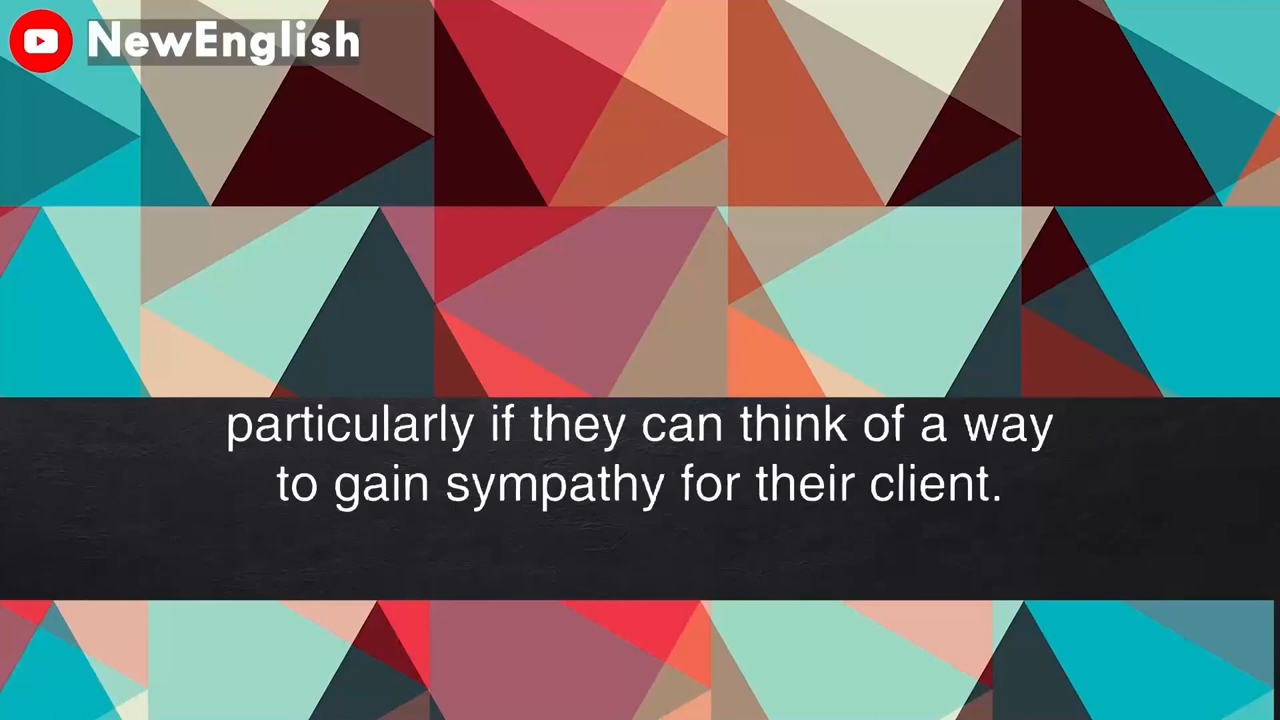 NewEnglish
particularly if they can think of a way
to gain sympathy for their client.